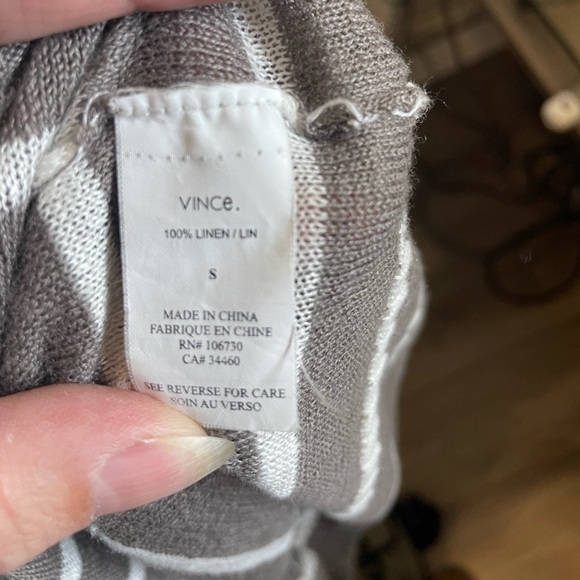 VINCe.
100% LINEN / LIN
S
MADE IN CHINA
FABRIQUE EN CHINE
RN# 106730
CA# 34460
SEE REVERSE FOR CARE
SOIN AU VERSO